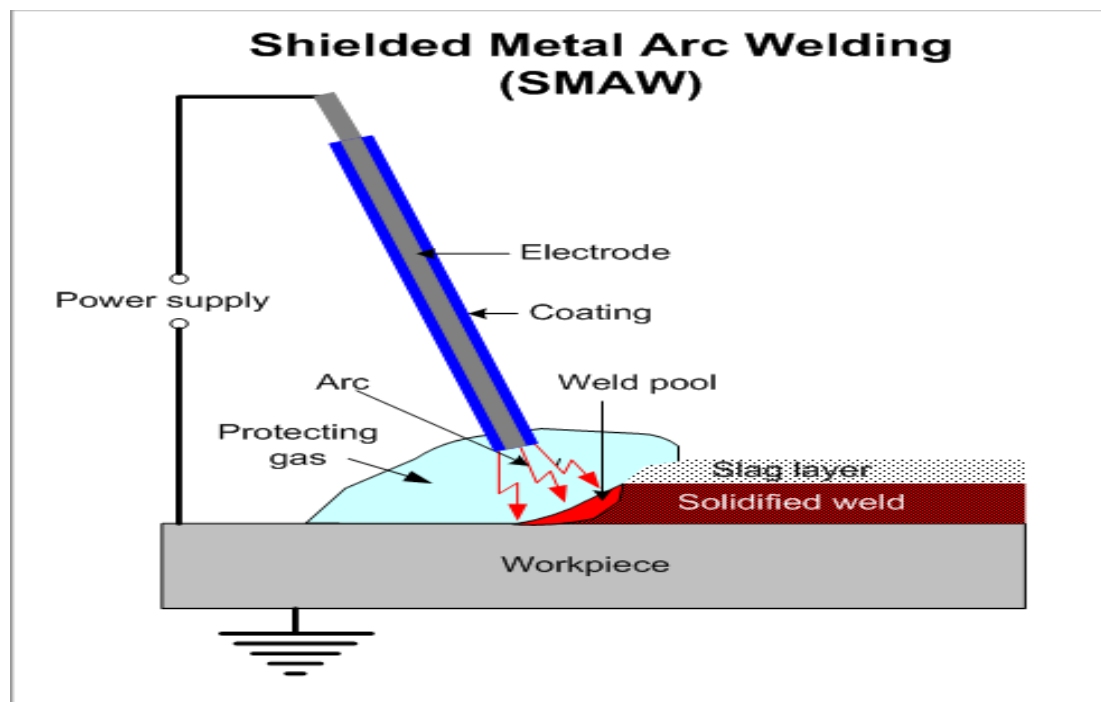 Shielded Metal Arc Welding
(SMAW)
Electrode
Power supply
Coating
Arc
Weld pool
Protecting
gas
Slag layer
Solidified weld
Workpiece